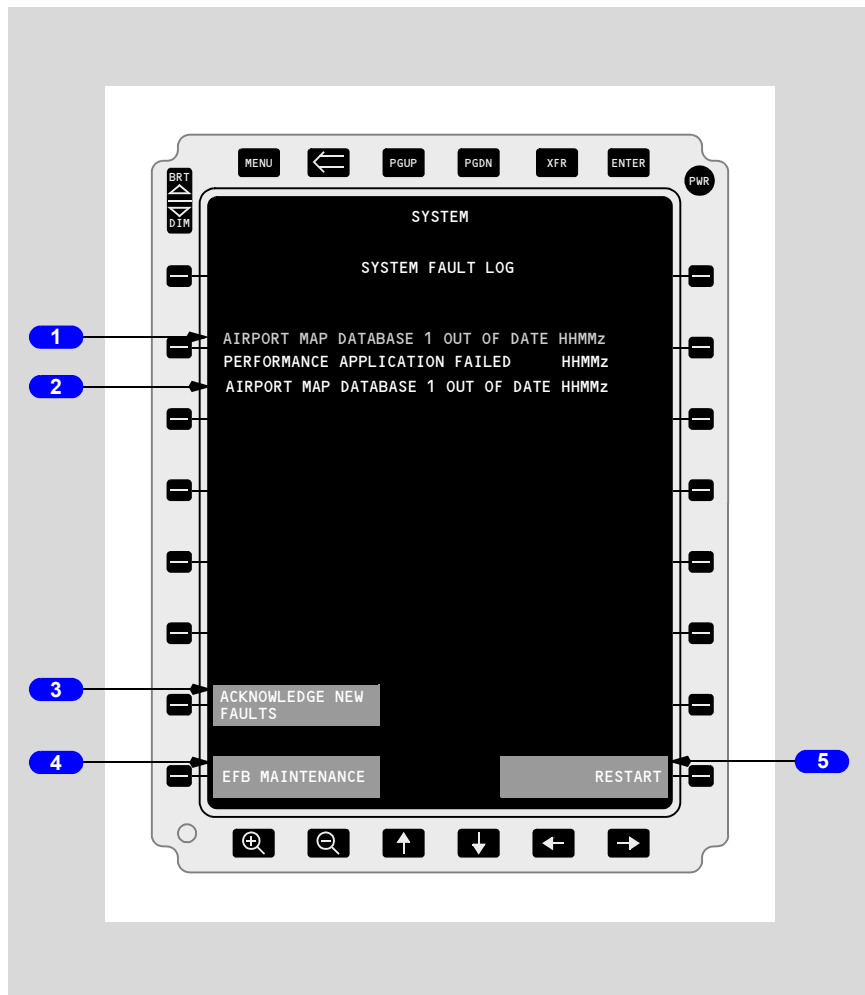 MENU PGUP PGDN XFR ENTER
BRT
DIM
PWR
SYSTEM
SYSTEM FAULT LOG
1
AIRPORT MAP DATABASE 1 OUT OF DATE HHMMz
PERFORMANCE APPLICATION FAILED HHMMz
2
AIRPORT MAP DATABASE 1 OUT OF DATE HHMMz
3
ACKNOWLEDGE NEW
FAULTS
4
EFB MAINTENANCE
RESTART
5